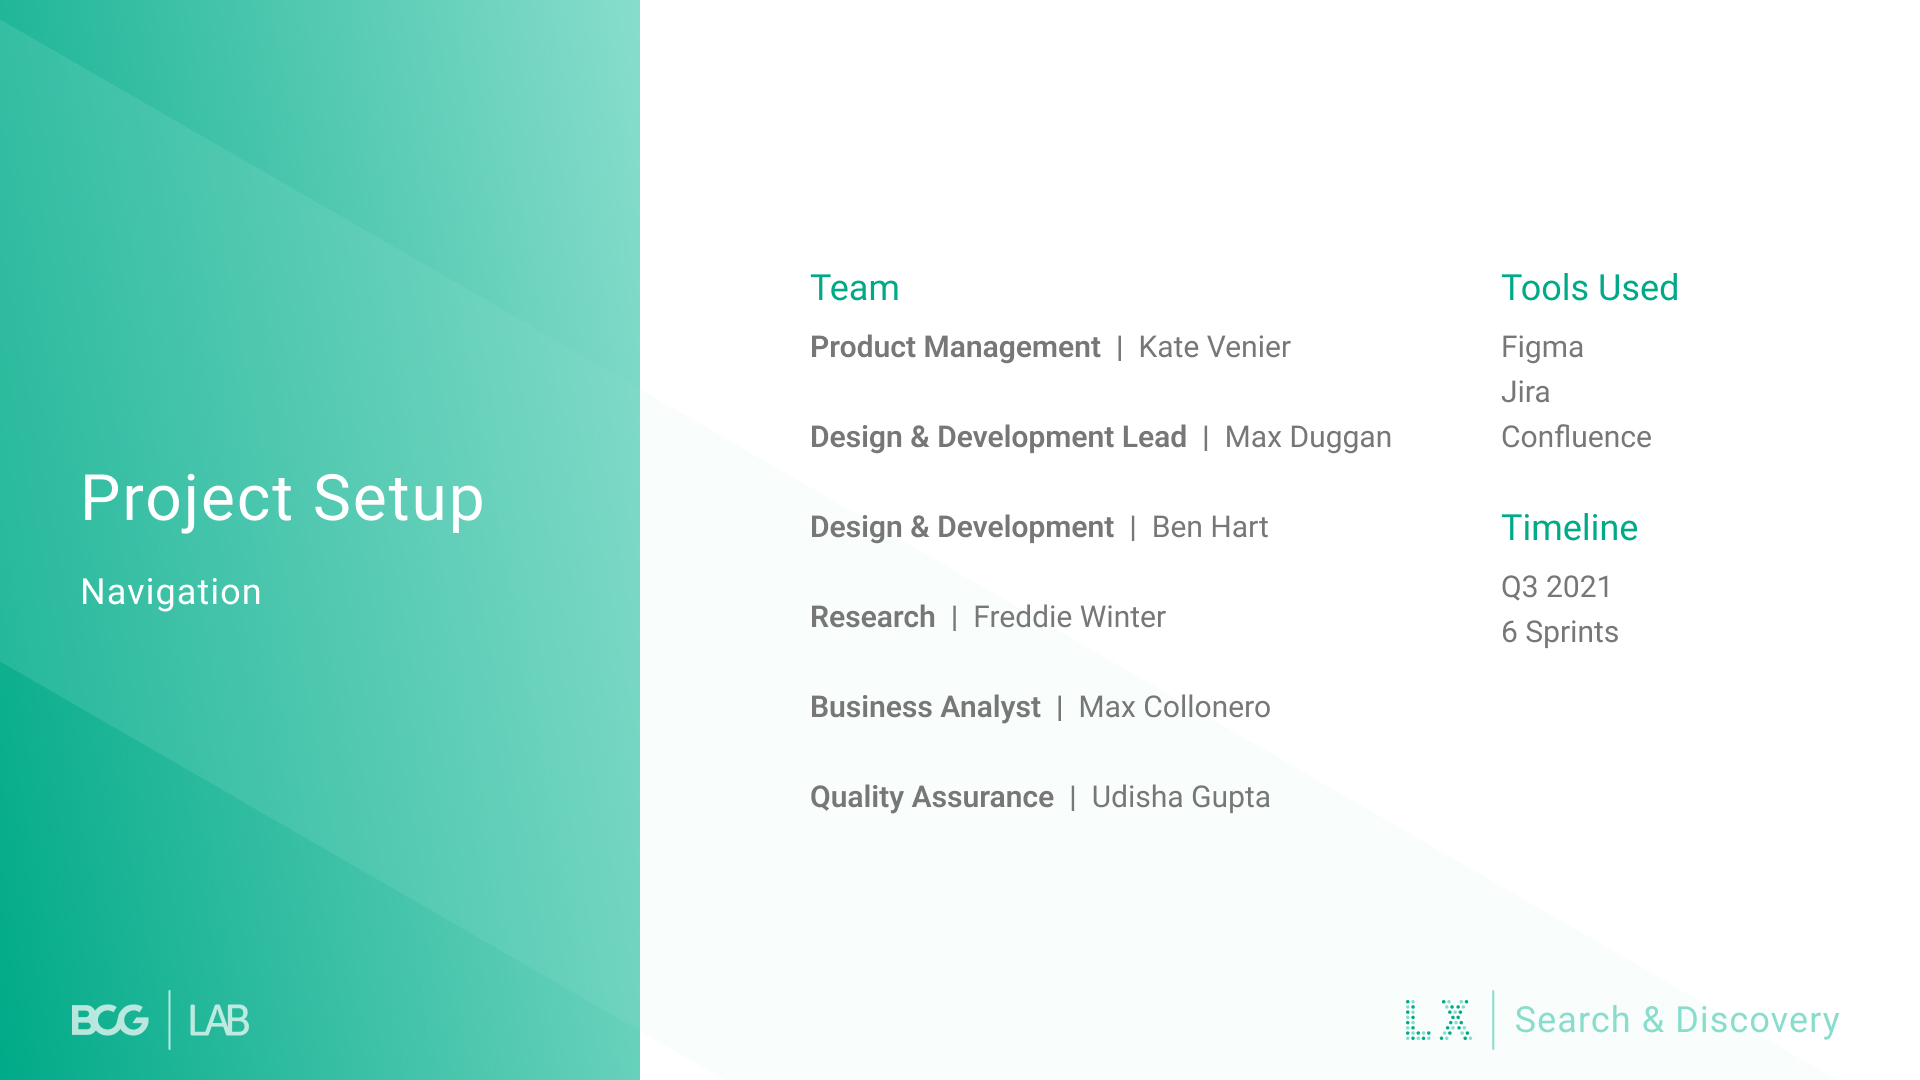 Project Setup
Navigation
Team
Product Management | Kate Venier
Design & Development Lead | Max Duggan
Design & Development | Ben Hart
Research | Freddie Winter
Business Analyst | Max Collonero
Quality Assurance | Udisha Gupta
Tools Used
Figma
Jira
Confluence
Timeline
Q3 2021
6 Sprints
BCG | LAB
LX | Search & Discovery